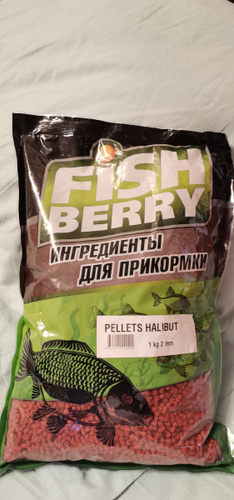 FISH
BERRY
ИНГРЕДИЕНТЫ
ДЛЯ ПРИКОРМКИ
PELLETS HALIBUT
1 kg 2 mm